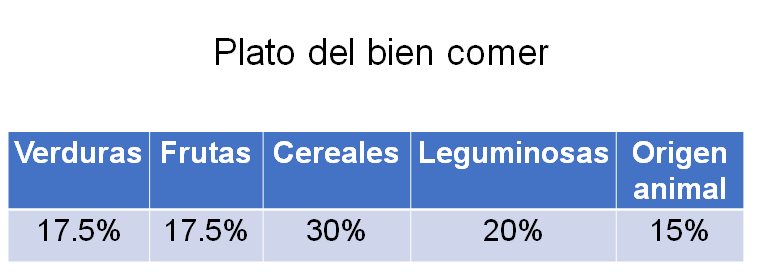 Plato del bien comer
Verduras Frutas Cereales Leguminosas Origen animal
17.5% 17.5% 30% 20% 15%